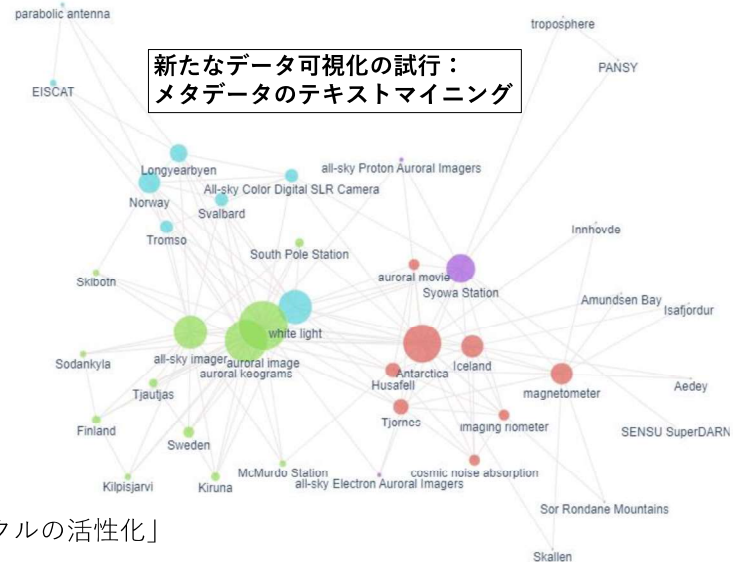 parabolic antenna
troposphere
新たなデータ可視化の試行：
メタデータのテキストマイニング
PANSY
EISCAT
Longyearbyen
all-sky Proton Auroral Imagers
All-sky Color Digital SLR Camera
Norway
Svalbard
Tromso
Innhovde
South Pole Station
auroral movie
Skibotn
Syowa Station
Amundsen Bay
Isafjordur
white light
all-sky imager
auroral image
auroral keograms
Sodankyla
Antarctica
Iceland
Husafell
magnetometer
Aedey
Tjautjas
Tjornes
imaging riometer
Finland
SENSU SuperDARN
Sweden
McMurdo Station
cosmic noise absorption
Kilpisjarvi
Kiruna
all-sky Electron Auroral Imagers
Sor Rondane Mountains
クルの活性化」
Skallen